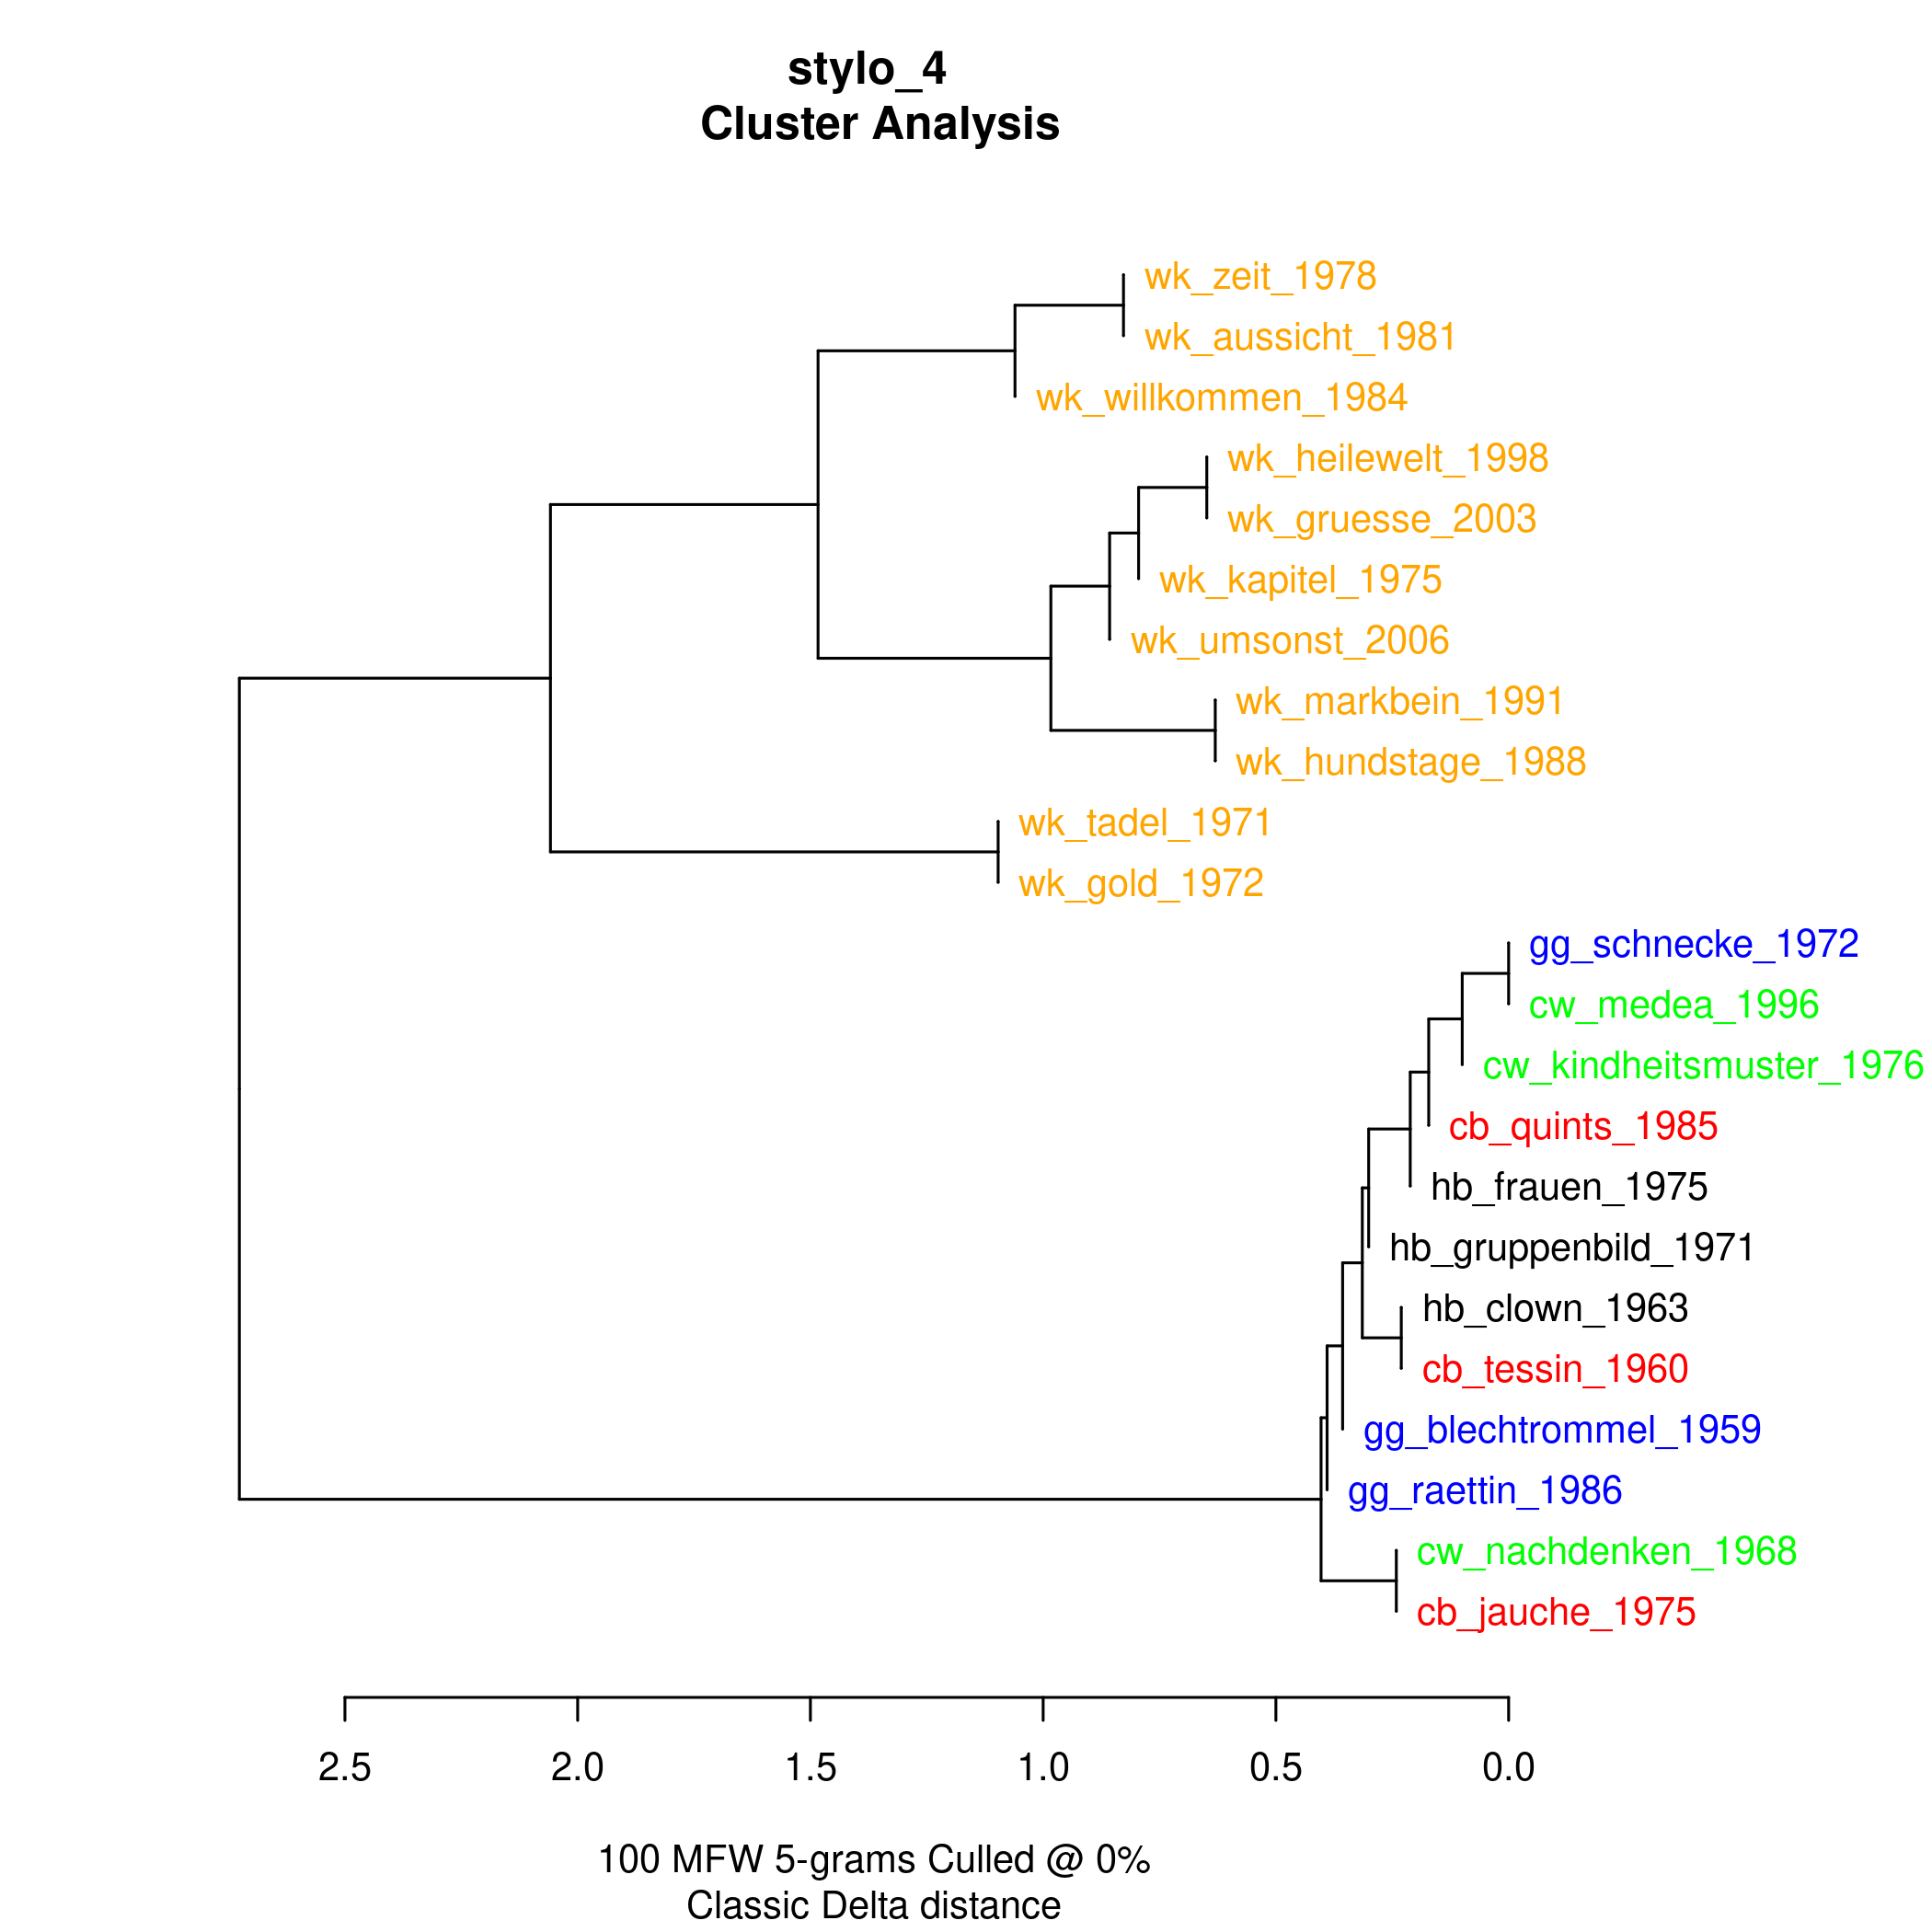 stylo_4
Cluster Analysis
wk_zeit_1978
wk_aussicht_1981
wk_willkommen_1984
wk_heilewelt_1998
wk_gruesse_2003
wk_kapitel_1975
wk_umsonst_2006
wk_markbein_1991
wk_hundstage_1988
wk_tadel_1971
wk_gold_1972
gg_schnecke_1972
cw_medea_1996
cw_kindheitsmuster_1976
cb_quints_1985
hb_frauen_1975
hb_gruppenbild_1971
hb_clown_1963
cb_tessin_1960
gg_blechtrommel_1959
gg_raettin_1986
cw_nachdenken_1968
cb_jauche_1975
2.5 2.0 1.5 1.0 0.5 0.0
100 MFW 5-grams Culled @ 0%
Classic Delta distance